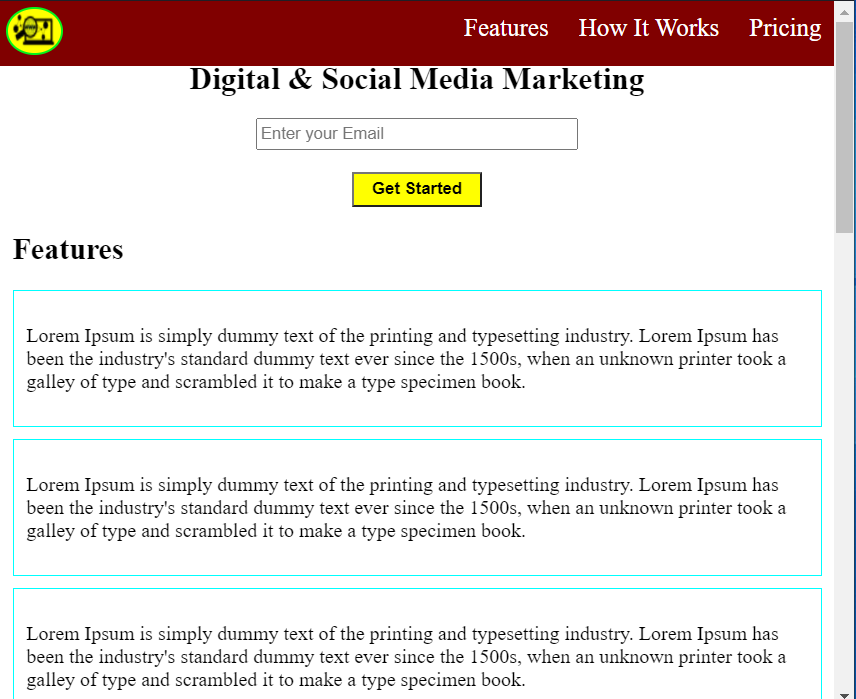 Features How It Works Pricing
Digital & Social Media Marketing
Enter your Email
Get Started
Features
Lorem Ipsum is simply dummy text of the printing and typesetting industry. Lorem Ipsum has
been the industry's standard dummy text ever since the 1500s, when an unknown printer took a
galley of type and scrambled it to make a type specimen book.
Lorem Ipsum is simply dummy text of the printing and typesetting industry. Lorem Ipsum has
been the industry's standard dummy text ever since the 1500s, when an unknown printer took a
galley of type and scrambled it to make a type specimen book.
Lorem Ipsum is simply dummy text of the printing and typesetting industry. Lorem Ipsum has
been the industry's standard dummy text ever since the 1500s, when an unknown printer took a
galley of type and scrambled it to make a type specimen book.